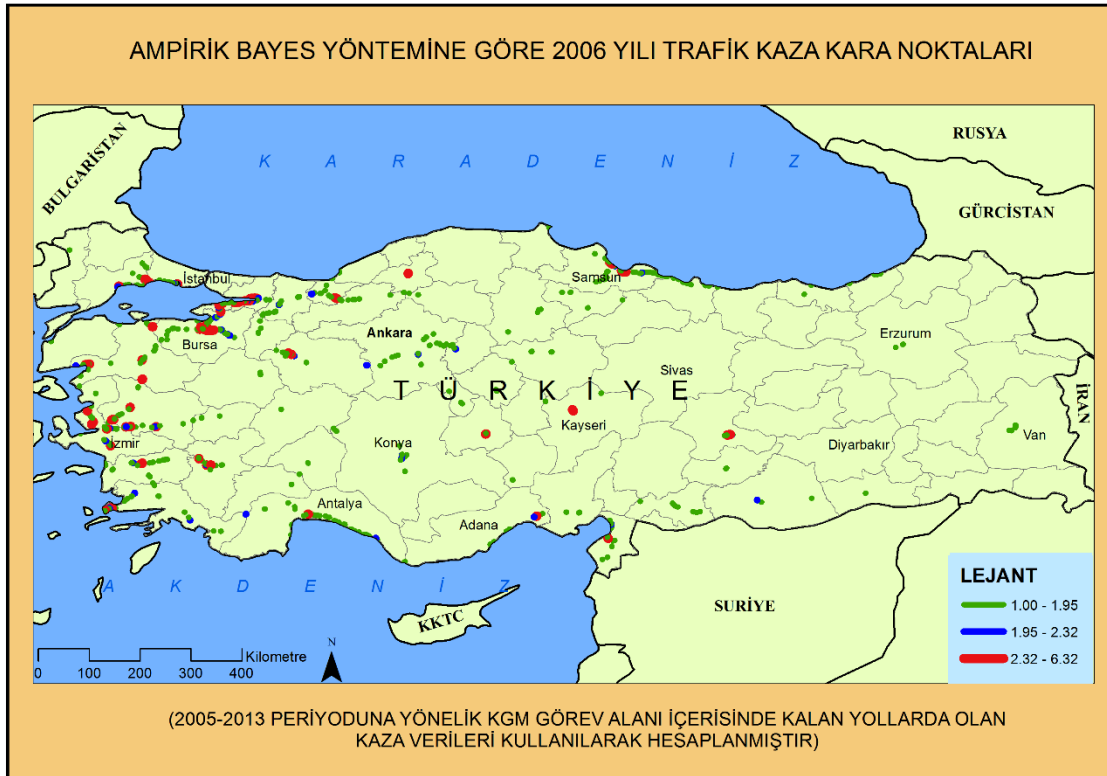 AMPİRİK BAYES YÖNTEMİNE GÖRE 2006 YILI TRAFİK KAZA KARA NOKTALARI
BULGARİSTAN
K A R A D E N İ Z
RUSYA
GÜRCİSTAN
İstanbul
Samsun
Bursa
Ankara
Erzurum
Sivas
T Ü R K İ Y E
İRAN
Kayseri
İzmir
Konya
Diyarbakır
Van
Antalya
Adana
A K D E N İ Z
KKTC
SURİYE
LEJANT
1.00 - 1.95
1.95 - 2.32
2.32 - 6.32
Kilometre
0 100 200 300 400
N
(2005-2013 PERİYODUNA YÖNELİK KGM GÖREV ALANI İÇERİSİNDE KALAN YOLLARDA OLAN
KAZA VERİLERİ KULLANILARAK HESAPLANMIŞTIR)